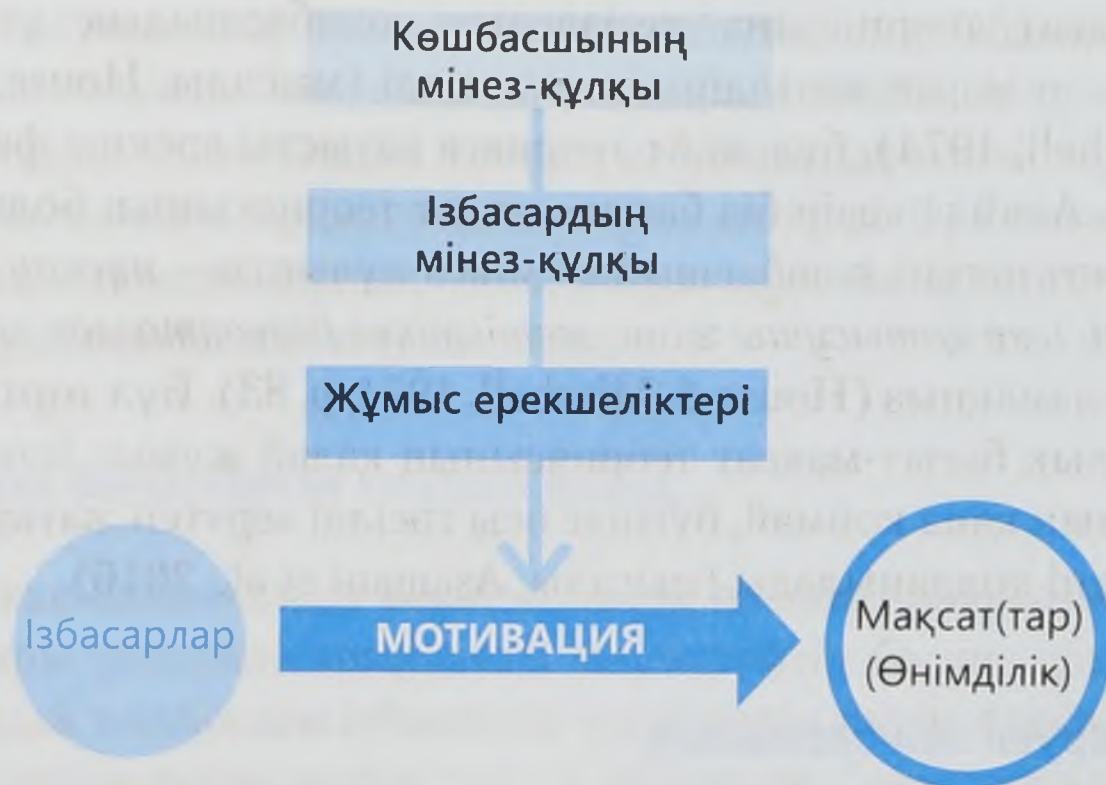 Көшбасшының
мінез-құлқы
Ізбасардың
мінез-құлқы
Жұмыс ерекшеліктері
Ізбасарлар
МОТИВАЦИЯ
Мақсат(тар)
(Өнімділік)